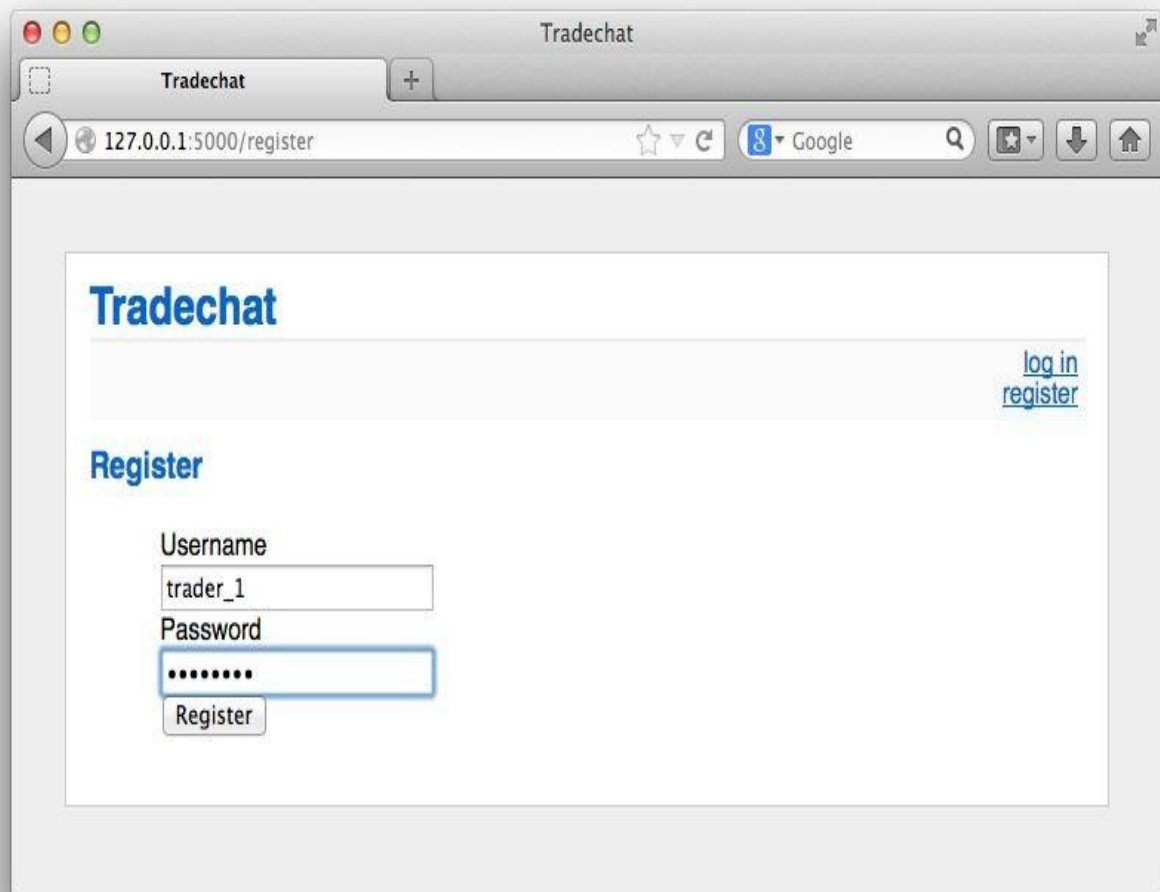 Tradechat
Tradechat
127.0.0.1:5000/register
Google
Tradechat
log in
register
Register
Username
trader_1
Password
••••••••
Register